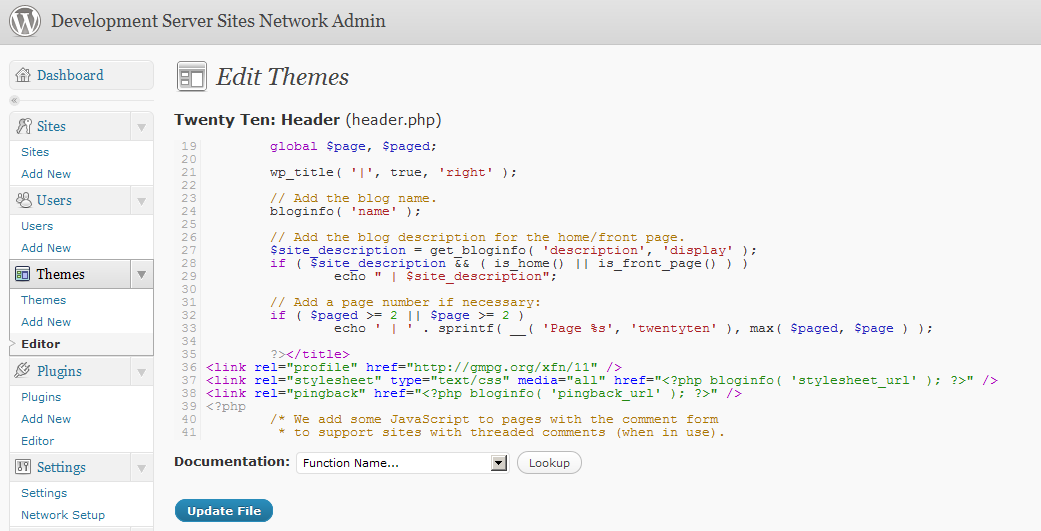 Development Server Sites Network Admin
Dashboard
Sites
Sites
Add New
Users
Users
Add New
Themes
Themes
Add New
Editor
Plugins
Plugins
Add New
Editor
Settings
Settings
Network Setup
Edit Themes
Twenty Ten: Header (header.php)
19 global $page, $paged;
20
21 wp_title( '|', true, 'right' );
22
23 // Add the blog name.
24 bloginfo( 'name' );
25
26 // Add the blog description for the home/front page.
27 $site_description = get_bloginfo( 'description', 'display' );
28 if ( $site_description && ( is_home() || is_front_page() ) )
29 echo " | $site_description";
30
31 // Add a page number if necessary:
32 if ( $paged >= 2 || $page >= 2 )
33 echo ' | ' . sprintf( __( 'Page %s', 'twentyten' ), max( $paged, $page ) );
34
35 ?></title>
36 <link rel="profile" href="http://gmpg.org/xfn/11" />
37 <link rel="stylesheet" type="text/css" media="all" href="<?php bloginfo( 'stylesheet_url' ); ?>" />
38 <link rel="pingback" href="<?php bloginfo( 'pingback_url' ); ?>" />
39 <?php
40 /* We add some JavaScript to pages with the comment form
41 * to support sites with threaded comments (when in use).
Documentation: Function Name... Lookup
Update File